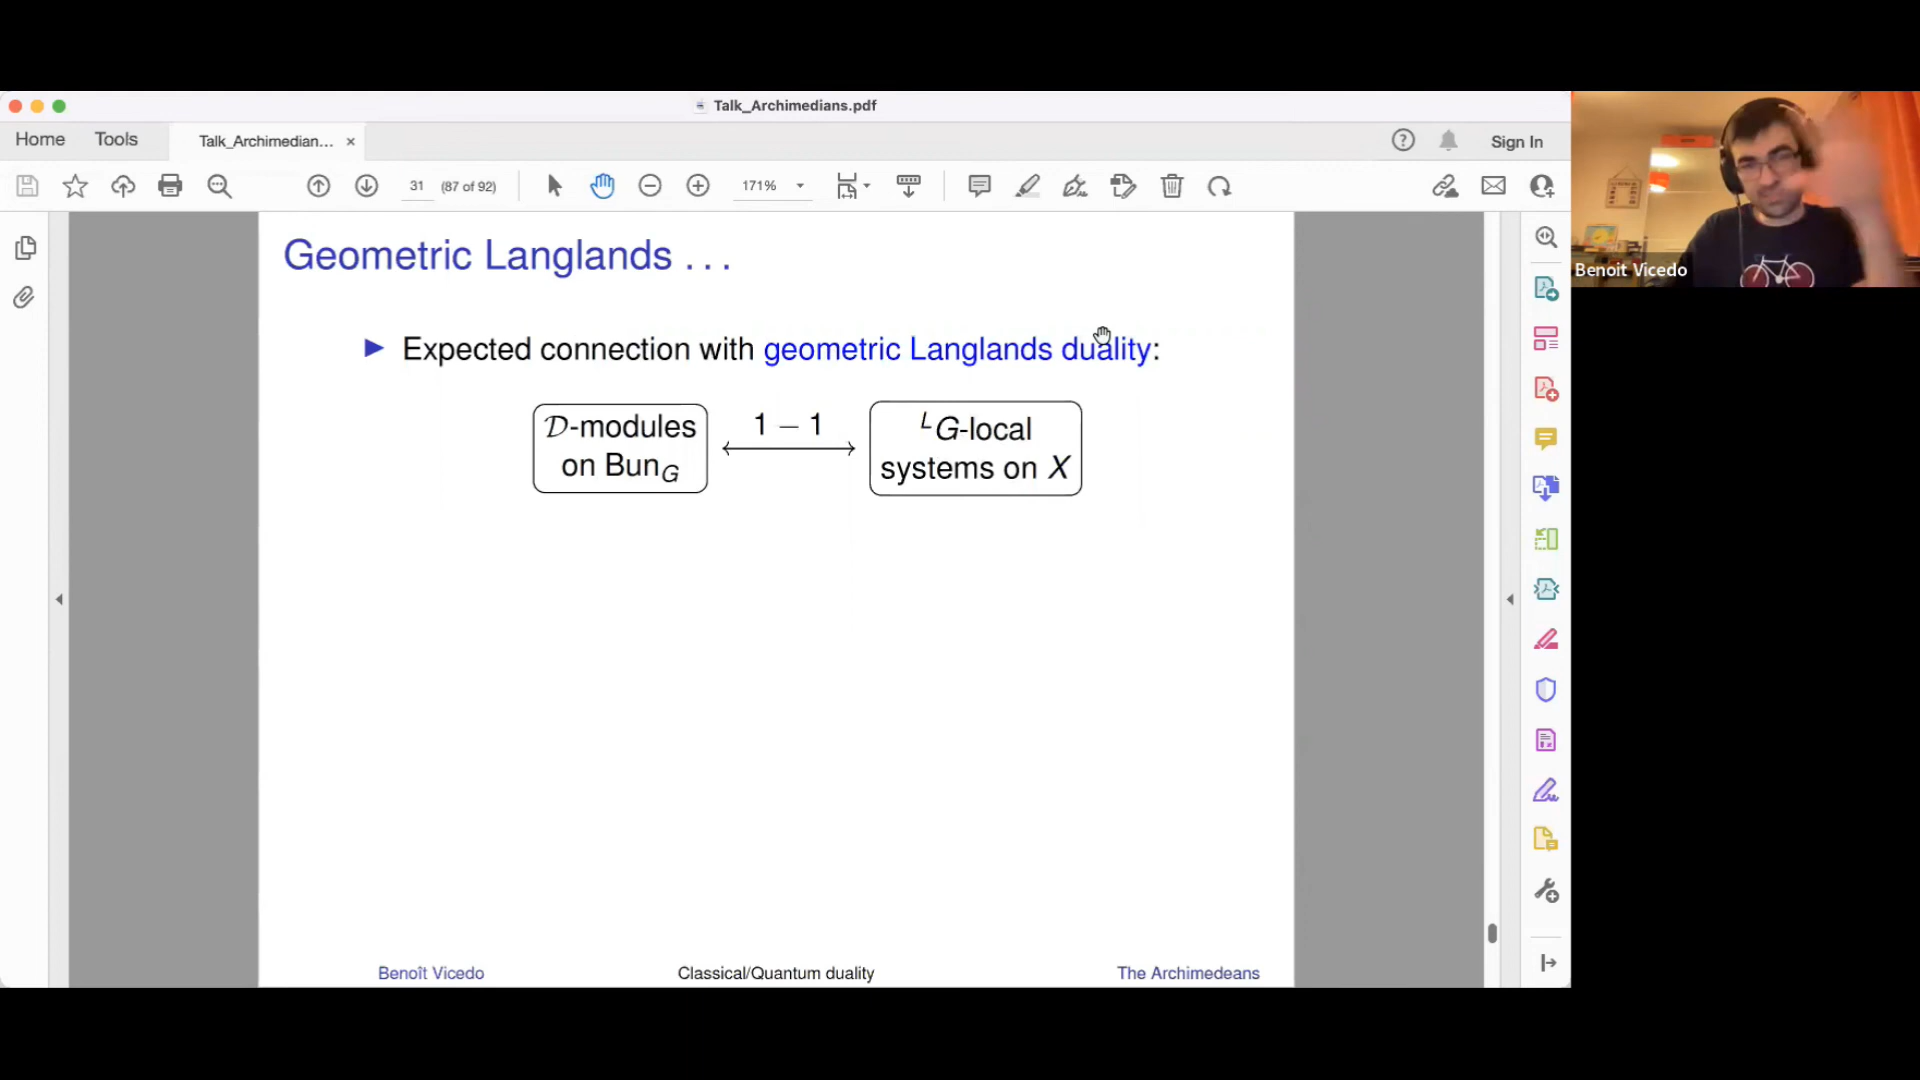 Talk_Archimedians.pdf
Home Tools Talk_Archimedian... × Sign In
31 (87 of 92) 171%
Geometric Langlands . . .
▶ Expected connection with geometric Langlands duality:
𝒟-modules on Bun_G
1 – 1
ᴸG-local systems on X
Benoît Vicedo Classical/Quantum duality The Archimedeans
Benoit Vicedo